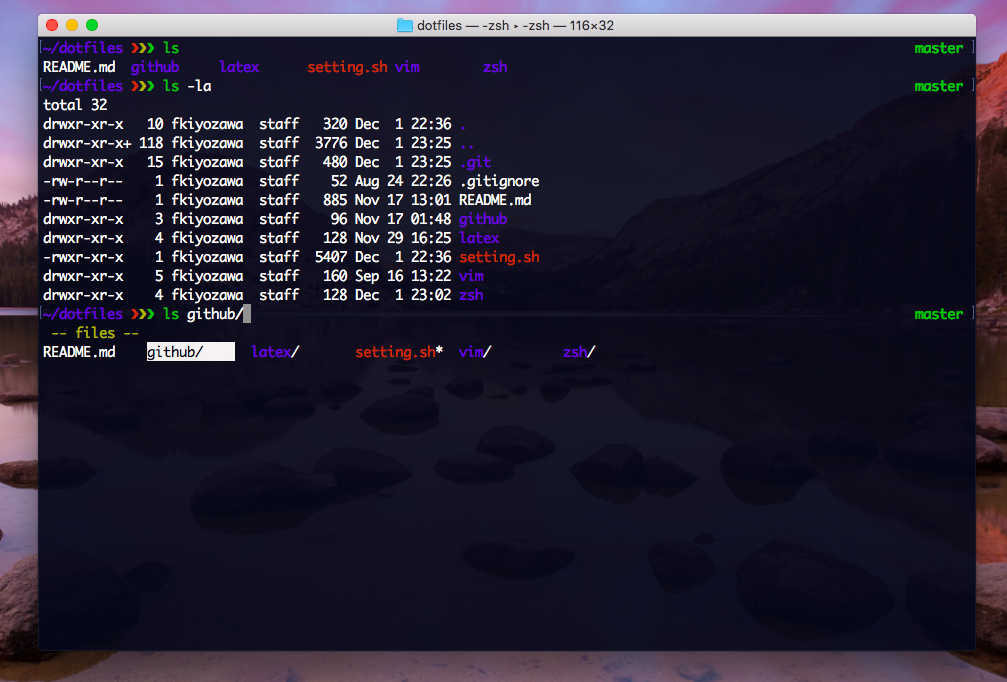 dotfiles — -zsh ▸ -zsh — 116×32
[~/dotfiles ❯❯❯ ls master ]
README.md github latex setting.sh vim zsh
[~/dotfiles ❯❯❯ ls -la master ]
total 32
drwxr-xr-x 10 fkiyozawa staff 320 Dec 1 22:36 .
drwxr-xr-x+ 118 fkiyozawa staff 3776 Dec 1 23:25 ..
drwxr-xr-x 15 fkiyozawa staff 480 Dec 1 23:25 .git
-rw-r--r-- 1 fkiyozawa staff 52 Aug 24 22:26 .gitignore
-rw-r--r-- 1 fkiyozawa staff 885 Nov 17 13:01 README.md
drwxr-xr-x 3 fkiyozawa staff 96 Nov 17 01:48 github
drwxr-xr-x 4 fkiyozawa staff 128 Nov 29 16:25 latex
-rwxr-xr-x 1 fkiyozawa staff 5407 Dec 1 22:36 setting.sh
drwxr-xr-x 5 fkiyozawa staff 160 Sep 16 13:22 vim
drwxr-xr-x 4 fkiyozawa staff 128 Dec 1 23:02 zsh
[~/dotfiles ❯❯❯ ls github/ master ]
-- files --
README.md github/ latex/ setting.sh* vim/ zsh/